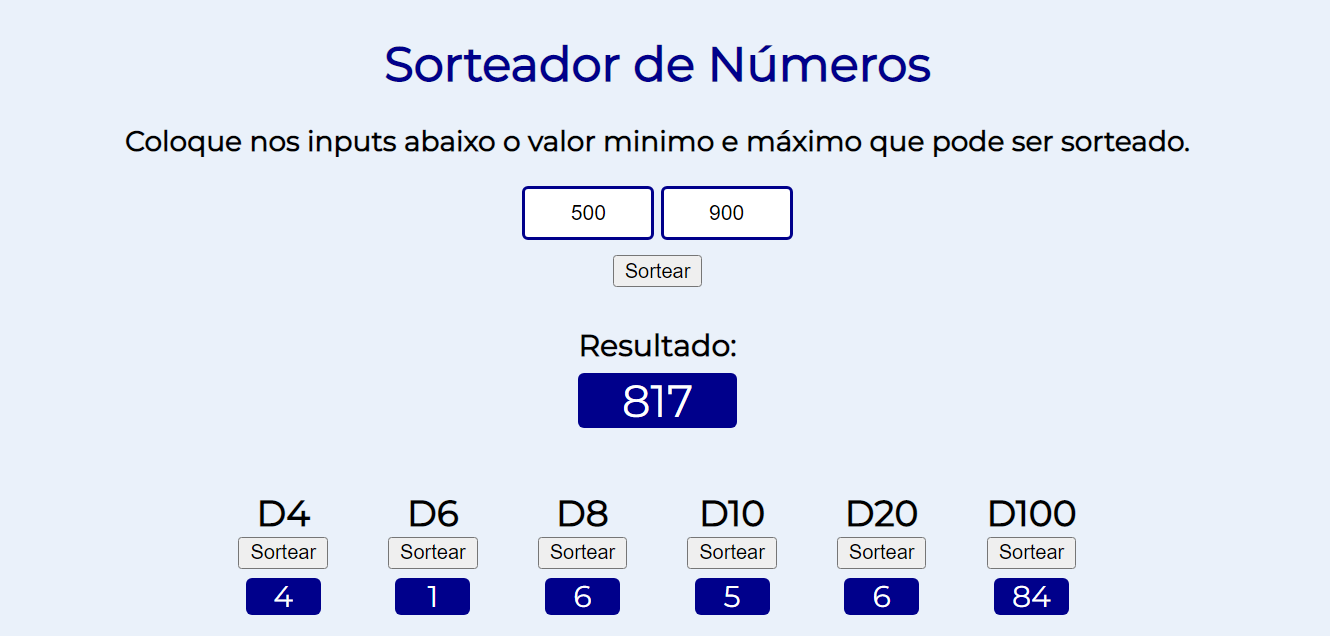 Sorteador de Números
Coloque nos inputs abaixo o valor minimo e máximo que pode ser sorteado.
500 900
Sortear
Resultado:
817
D4 D6 D8 D10 D20 D100
Sortear Sortear Sortear Sortear Sortear Sortear
4 1 6 5 6 84